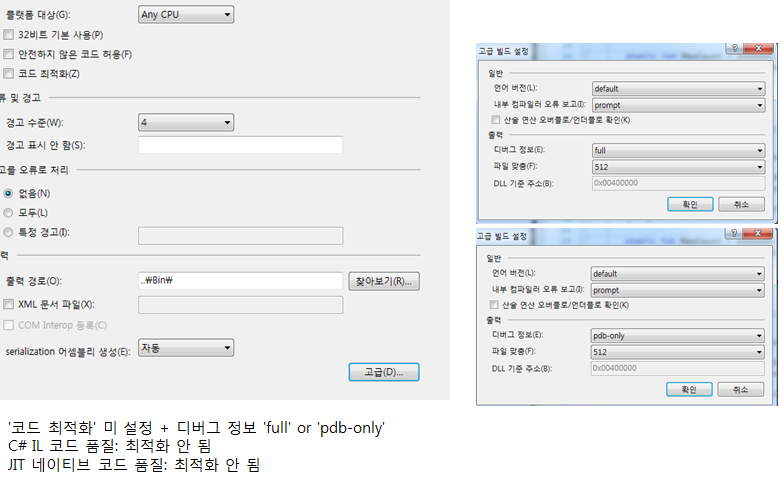 플랫폼 대상(G): Any CPU
32비트 기본 사용(P)
안전하지 않은 코드 허용(F)
코드 최적화(Z)
류 및 경고
경고 수준(W): 4
경고 표시 안 함(S):
고를 오류로 처리
없음(N)
모두(L)
특정 경고(I):
력
출력 경로(O): ..₩Bin₩ 찾아보기(R)...
XML 문서 파일(X):
COM Interop 등록(C)
serialization 어셈블리 생성(E): 자동
고급(D)...
고급 빌드 설정
일반
언어 버전(L): default
내부 컴파일러 오류 보고(I): prompt
산술 연산 오버플로/언더플로 확인(K)
출력
디버그 정보(E): full
파일 맞춤(F): 512
DLL 기준 주소(B): 0x00400000
확인 취소
고급 빌드 설정
일반
언어 버전(L): default
내부 컴파일러 오류 보고(I): prompt
산술 연산 오버플로/언더플로 확인(K)
출력
디버그 정보(E): pdb-only
파일 맞춤(F): 512
DLL 기준 주소(B): 0x00400000
확인 취소
'코드 최적화' 미 설정 + 디버그 정보 'full' or 'pdb-only'
C# IL 코드 품질: 최적화 안 됨
JIT 네이티브 코드 품질: 최적화 안 됨